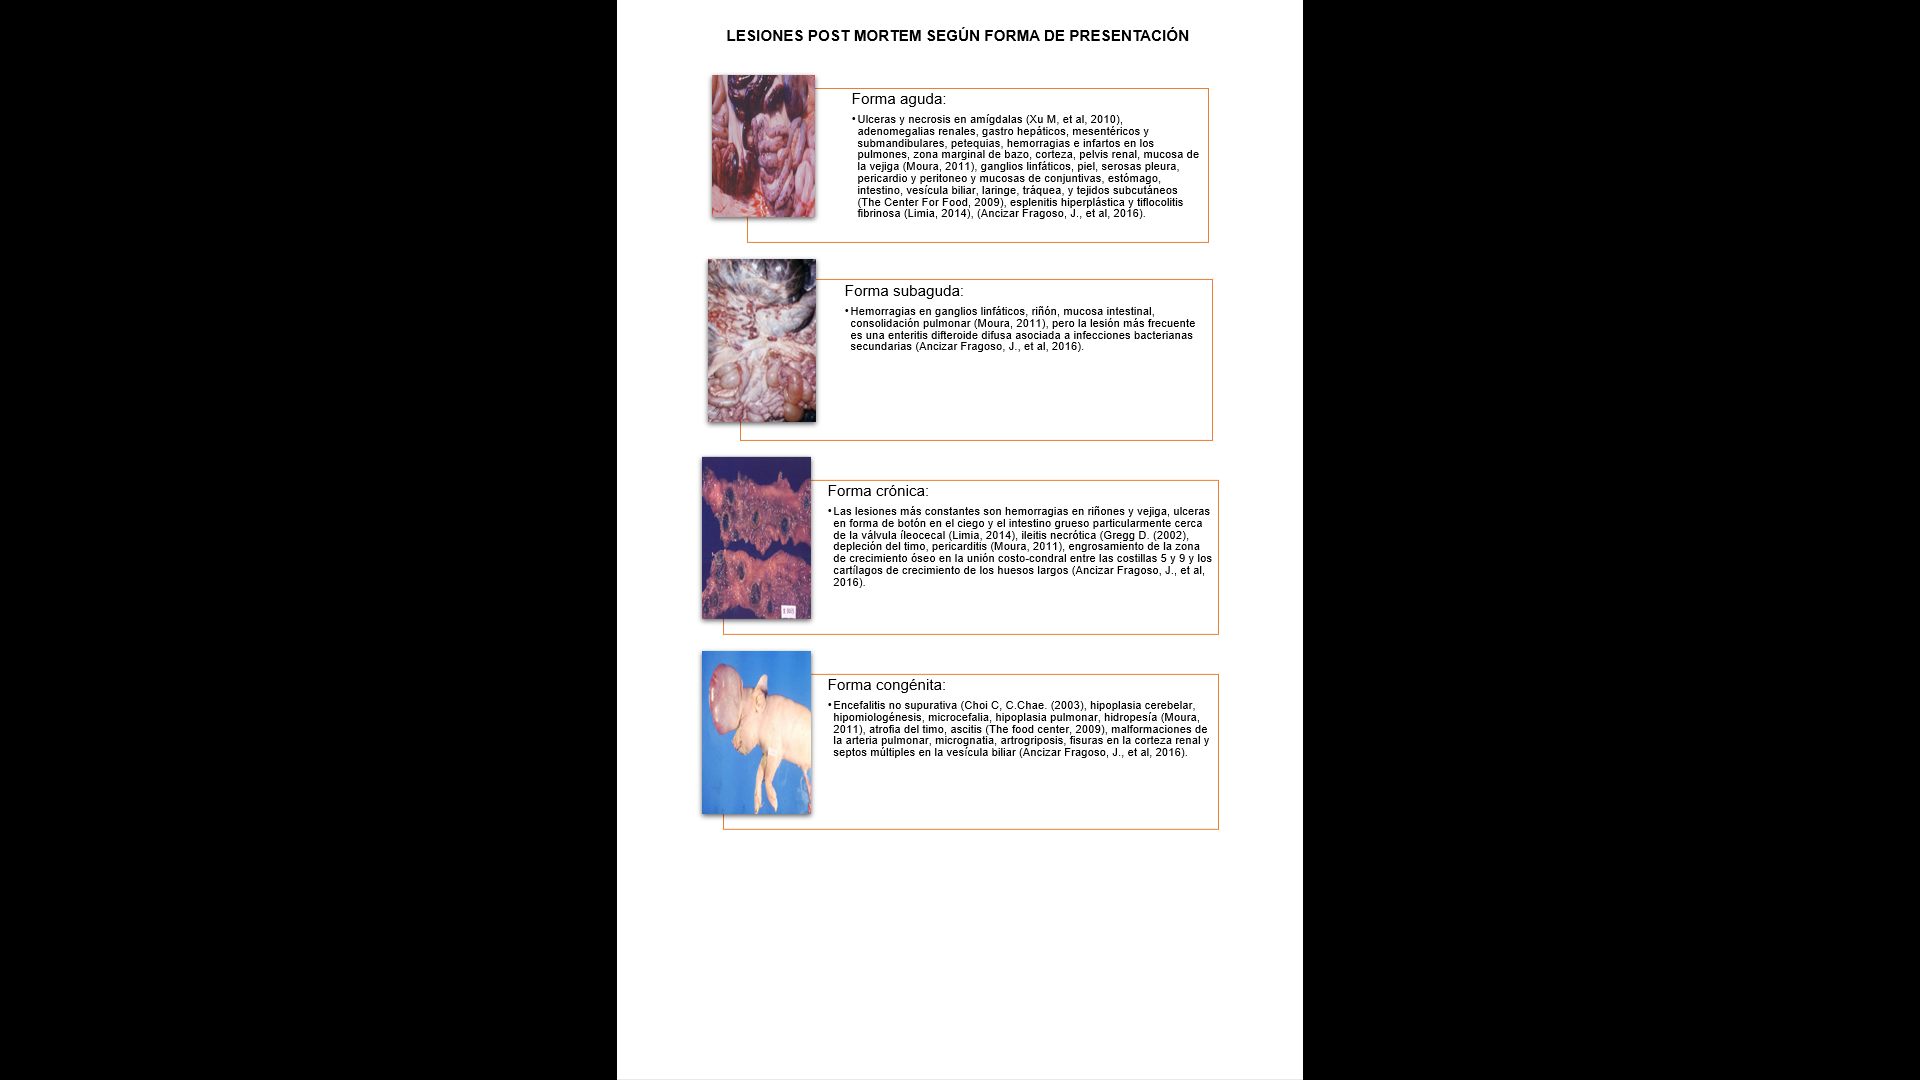 LESIONES POST MORTEM SEGÚN FORMA DE PRESENTACIÓN
Forma aguda:
•Ulceras y necrosis en amígdalas (Xu M, et al, 2010),
adenomegalias renales, gastro hepáticos, mesentéricos y
submandibulares, petequias, hemorragias e infartos en los
pulmones, zona marginal de bazo, corteza, pelvis renal, mucosa de
la vejiga (Moura, 2011), ganglios linfáticos, piel, serosas pleura,
pericardio y peritoneo y mucosas de conjuntivas, estómago,
intestino, vesícula biliar, laringe, tráquea, y tejidos subcutáneos
(The Center For Food, 2009), esplenitis hiperplástica y tiflocolitis
fibrinosa (Limia, 2014), (Ancizar Fragoso, J., et al, 2016).
Forma subaguda:
•Hemorragias en ganglios linfáticos, riñón, mucosa intestinal,
consolidación pulmonar (Moura, 2011), pero la lesión más frecuente
es una enteritis difteroide difusa asociada a infecciones bacterianas
secundarias (Ancizar Fragoso, J., et al, 2016).
Forma crónica:
•Las lesiones más constantes son hemorragias en riñones y vejiga, ulceras
en forma de botón en el ciego y el intestino grueso particularmente cerca
de la válvula íleocecal (Limia, 2014), ileitis necrótica (Gregg D. (2002),
depleción del timo, pericarditis (Moura, 2011), engrosamiento de la zona
de crecimiento óseo en la unión costo-condral entre las costillas 5 y 9 y los
cartílagos de crecimiento de los huesos largos (Ancizar Fragoso, J., et al,
2016).
Forma congénita:
•Encefalitis no supurativa (Choi C, C.Chae. (2003), hipoplasia cerebelar,
hipomiologénesis, microcefalia, hipoplasia pulmonar, hidropesía (Moura,
2011), atrofia del timo, ascitis (The food center, 2009), malformaciones de
la arteria pulmonar, micrognatia, artrogriposis, fisuras en la corteza renal y
septos múltiples en la vesícula biliar (Ancizar Fragoso, J., et al, 2016).